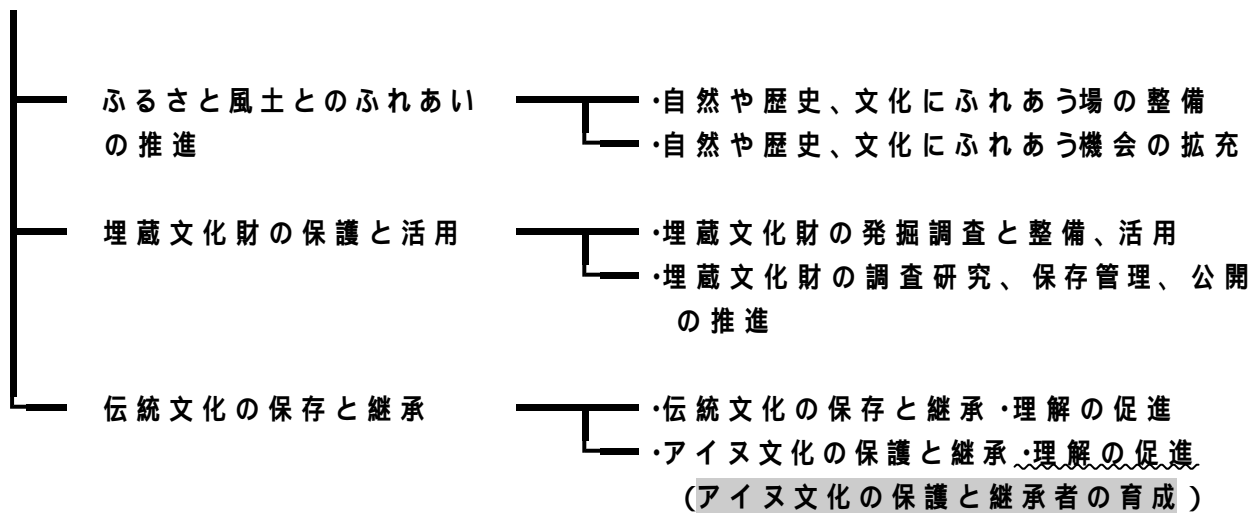 ふるさと風土とのふれあい
の推進
・自然や歴史、文化にふれあう場の整備
・自然や歴史、文化にふれあう機会の拡充
埋蔵文化財の保護と活用
・埋蔵文化財の発掘調査と整備、活用
・埋蔵文化財の調査研究、保存管理、公開
の推進
伝統文化の保存と継承
・伝統文化の保存と継承・理解の促進
・アイヌ文化の保護と継承・理解の促進
(アイヌ文化の保護と継承者の育成)